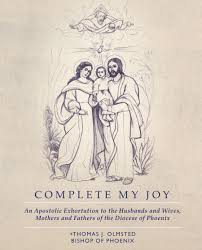 COMPLETE MY JOY
An Apostolic Exhortation to the Husbands and Wives,
Mothers and Fathers of the Diocese of Phoenix
+THOMAS J. OLMSTED
BISHOP OF PHOENIX